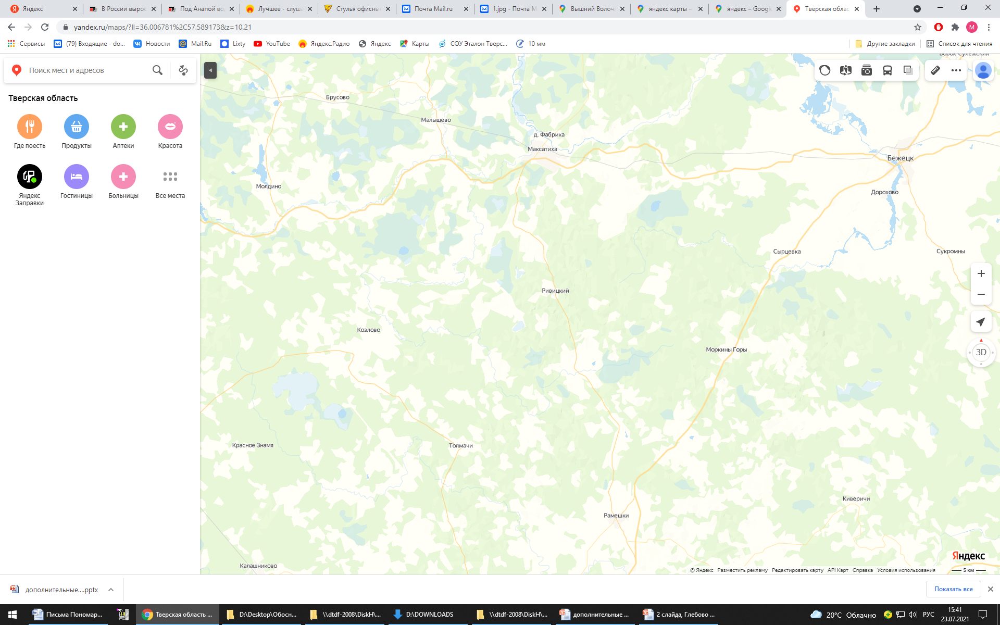 Яндекс
В России вырос
Под Анапой во
Лучшее - слуша
Стулья офисны
Почта Mail.ru
1.jpg - Почта M
Вышний Волоч
яндекс карты –
яндекс – Google
Тверская облас
yandex.ru/maps/?ll=36.006781%2C57.589173&z=10.21
M
Сервисы
(79) Входящие - do...
Новости
Mail.Ru
Lixty
YouTube
Яндекс.Радио
Яндекс
Карты
СОУ Эталон Тверс...
10 мм
Другие закладки
Список для чтения
Поиск мест и адресов
Тверская область
Где поесть
Продукты
Аптеки
Красота
Яндекс
Заправки
Гостиницы
Больницы
Все места
Борок-Сулежский
Брусово
Малышево
д. Фабрика
Максатиха
Бежецк
Молдино
Дорохово
Сырцевка
Сукромны
Ривицкий
Козлово
Моркины Горы
3D
Красное Знамя
Толмачи
Киверичи
Рамешки
Калашниково
Яндекс
© Яндекс
Разместить рекламу
Редактировать карту
API Карт
Справка
Условия использования
5 км
дополнительные....pptx
Показать все
Письма Пономар...
Тверская область ...
D:\Desktop\Обосн...
\\dtdf-2008\DiskH\...
D:\DOWNLOADS
\\dtdf-2008\DiskH\...
дополнительные ...
2 слайда, Глебово ...
20°C Облачно
РУС
15:41
23.07.2021